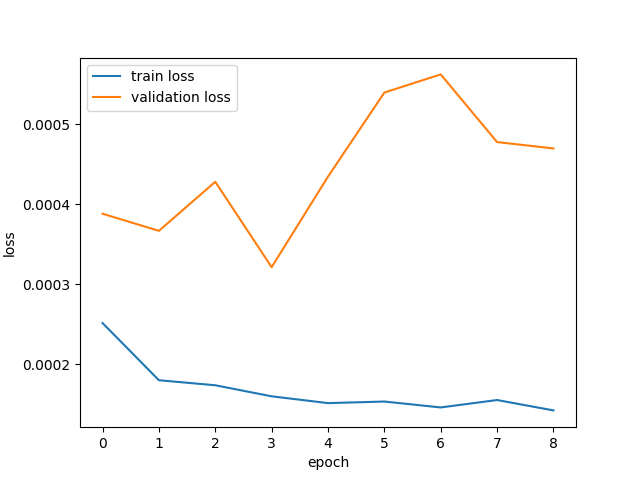 train loss
validation loss
0.0005
0.0004
0.0003
0.0002
loss
0 1 2 3 4 5 6 7 8
epoch